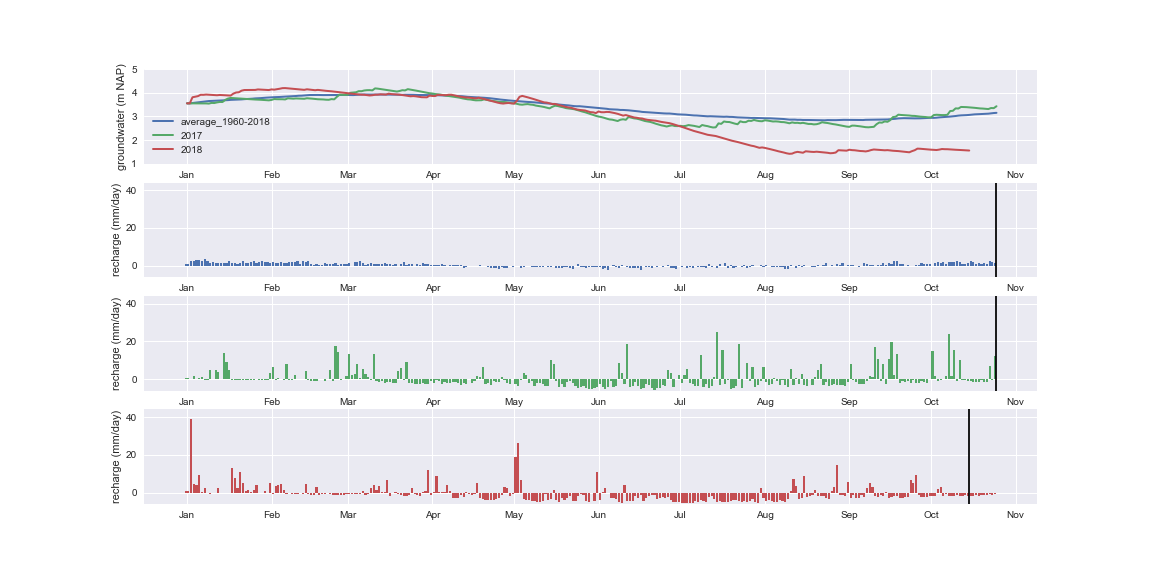 groundwater (m NAP)
5
4
3
2
1
average_1960-2018
2017
2018
Jan Feb Mar Apr May Jun Jul Aug Sep Oct Nov
recharge (mm/day)
40
20
0
Jan Feb Mar Apr May Jun Jul Aug Sep Oct Nov
recharge (mm/day)
40
20
0
Jan Feb Mar Apr May Jun Jul Aug Sep Oct Nov
recharge (mm/day)
40
20
0
Jan Feb Mar Apr May Jun Jul Aug Sep Oct Nov